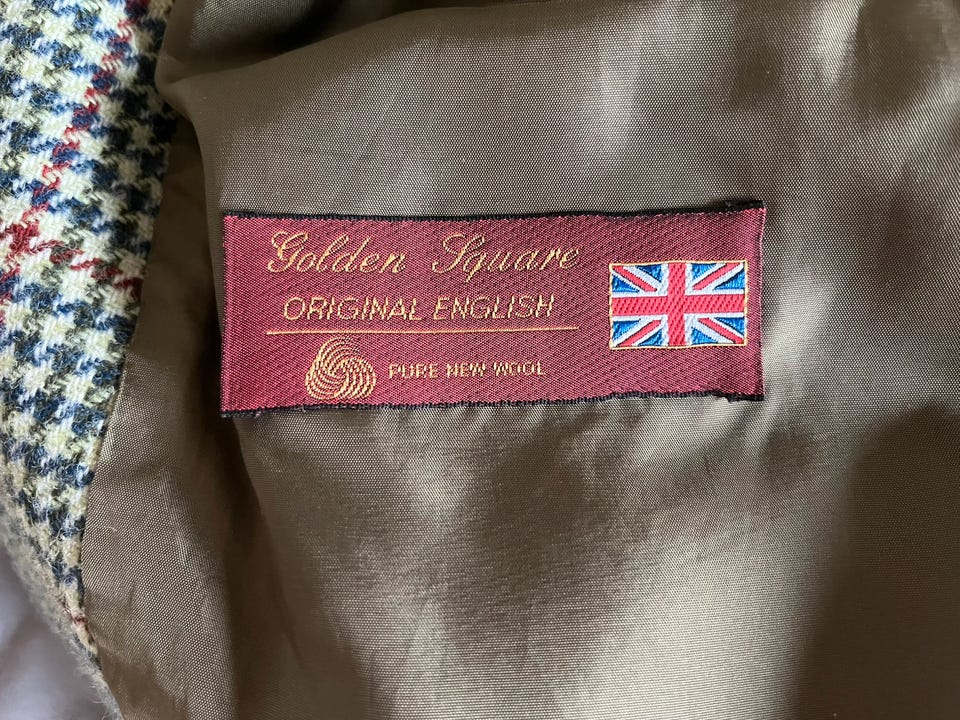 Golden Square
ORIGINAL ENGLISH
PURE NEW WOOL